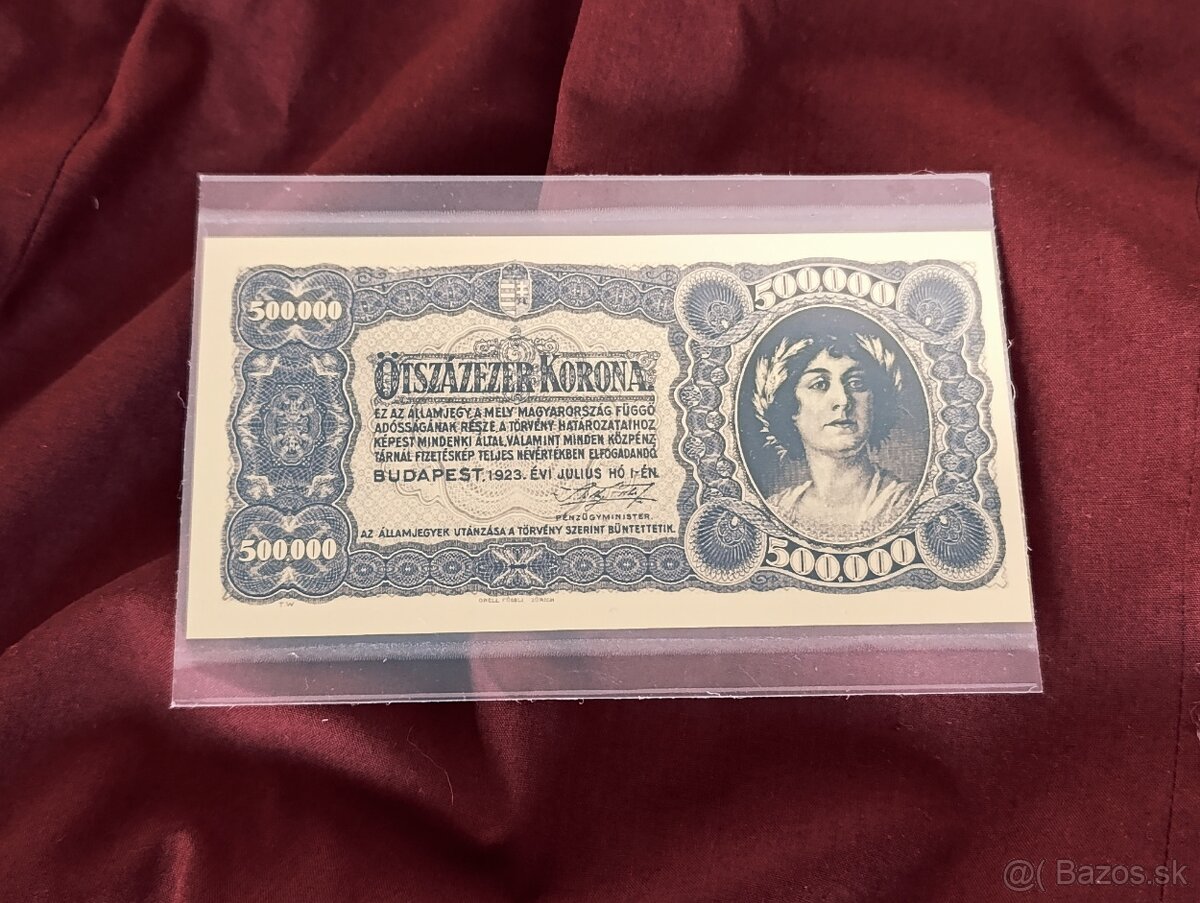 500.000
500.000
ÖTSZÁZEZER KORONA.
EZ AZ ÁLLAMJEGY, A MELY MAGYARORSZÁG FÜGGŐ
ADÓSSÁGÁNAK RÉSZE, A TÖRVÉNY HATÁROZATAIHOZ
KÉPEST MINDENKI ÁLTAL, VALAMINT MINDEN KÖZPÉNZ,
TÁRNÁL FIZETÉSKÉP TELJES NÉVÉRTÉKBEN ELFOGADANDÓ.
BUDAPEST, 1923. ÉVI JULIUS HÓ 1-ÉN.
PÉNZÜGYMINISTER.
AZ ÁLLAMJEGYEK UTÁNZÁSA A TÖRVÉNY SZERINT BÜNTETTETIK.
500.000
500.000
T.W
ORELL FÜSSLI ZÜRICH
@( Bazos.sk